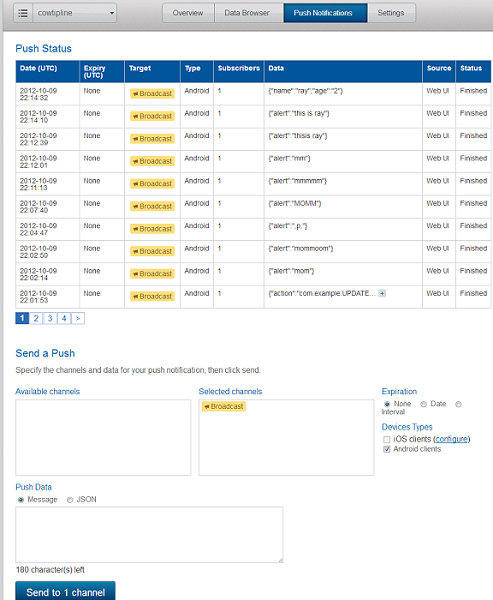 cowtipline
Overview Data Browser Push Notifications Settings
Push Status
Date (UTC) Expiry (UTC) Target Type Subscribers Data Source Status
2012-10-09 22:14:32 None Broadcast Android 1 {"name":"ray","age":"2"} Web UI Finished
2012-10-09 22:14:10 None Broadcast Android 1 {"alert":"this is ray"} Web UI Finished
2012-10-09 22:12:39 None Broadcast Android 1 {"alert":"thisis ray"} Web UI Finished
2012-10-09 22:12:01 None Broadcast Android 1 {"alert":"mm"} Web UI Finished
2012-10-09 22:11:13 None Broadcast Android 1 {"alert":"mmmmm"} Web UI Finished
2012-10-09 22:07:40 None Broadcast Android 1 {"alert":"MOMM"} Web UI Finished
2012-10-09 22:04:47 None Broadcast Android 1 {"alert":".p."} Web UI Finished
2012-10-09 22:02:50 None Broadcast Android 1 {"alert":"mommoom"} Web UI Finished
2012-10-09 22:02:14 None Broadcast Android 1 {"alert":"mom"} Web UI Finished
2012-10-09 22:01:53 None Broadcast Android 1 {"action":"com.example.UPDATE... + Web UI Finished
1 2 3 4 >
Send a Push
Specify the channels and data for your push notification, then click send.
Available channels
Selected channels
Broadcast
Expiration
None Date
Interval
Devices Types
iOS clients (configure)
Android clients
Push Data
Message JSON
180 character(s) left
Send to 1 channel